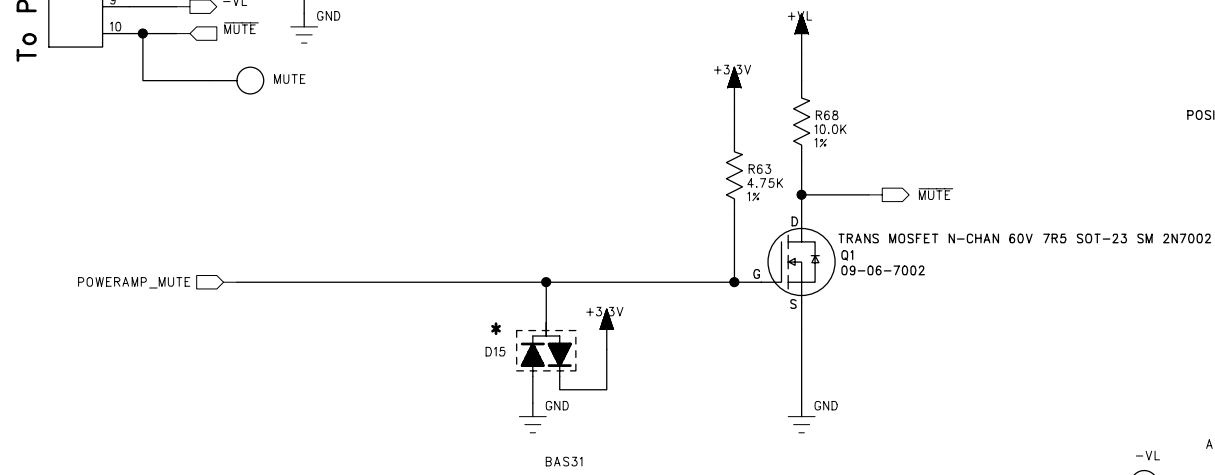 To P
9
-VL
10
MUTE
GND
MUTE
+VL
+3.3V
R68
10.0K
1%
POSI
R63
4.75K
1%
MUTE
D
TRANS MOSFET N-CHAN 60V 7R5 SOT-23 SM 2N7002
Q1
09-06-7002
G
S
POWERAMP_MUTE
+3.3V
*
D15
GND
GND
BAS31
-VL
A